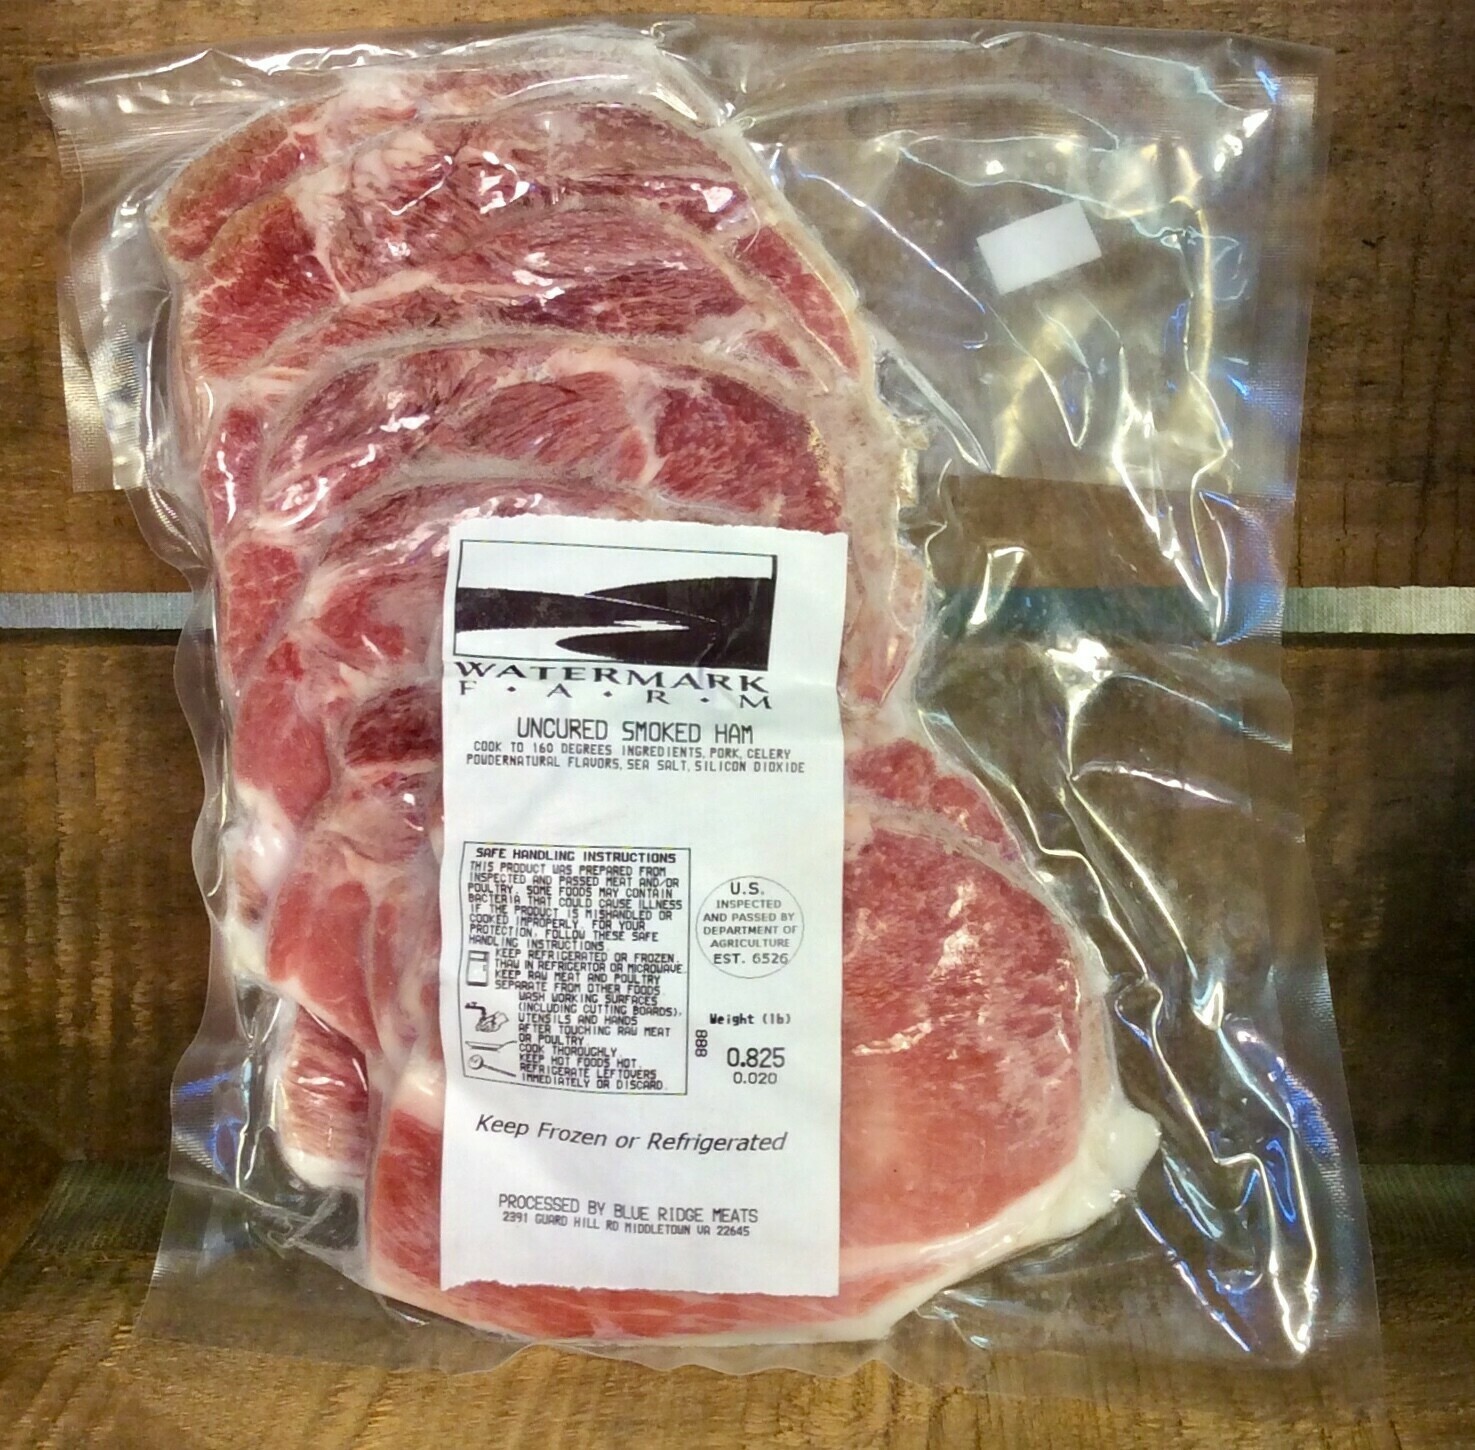 WATERMARK
F • A • R • M
UNCURED SMOKED HAM
COOK TO 160 DEGREES INGREDIENTS, PORK, CELERY
POWDERNATURAL FLAVORS, SEA SALT, SILICON DIOXIDE
SAFE HANDLING INSTRUCTIONS
THIS PRODUCT WAS PREPARED FROM
INSPECTED AND PASSED MEAT AND/OR
POULTRY. SOME FOODS MAY CONTAIN
BACTERIA THAT COULD CAUSE ILLNESS
IF THE PRODUCT IS MISHANDLED OR
COOKED IMPROPERLY. FOR YOUR
PROTECTION, FOLLOW THESE SAFE
HANDLING INSTRUCTIONS.
KEEP REFRIGERATED OR FROZEN.
THAW IN REFRIGERTOR OR MICROWAVE.
KEEP RAW MEAT AND POULTRY
SEPARATE FROM OTHER FOODS.
WASH WORKING SURFACES
(INCLUDING CUTTING BOARDS),
UTENSILS AND HANDS
AFTER TOUCHING RAW MEAT
OR POULTRY.
COOK THOROUGHLY.
KEEP HOT FOODS HOT.
REFRIGERATE LEFTOVERS
IMMEDIATELY OR DISCARD.
U.S.
INSPECTED
AND PASSED BY
DEPARTMENT OF
AGRICULTURE
EST. 6526
Weight (lb)
888
0.825
0.020
Keep Frozen or Refrigerated
PROCESSED BY BLUE RIDGE MEATS
2391 GUARD HILL RD MIDDLETOWN VA 22645